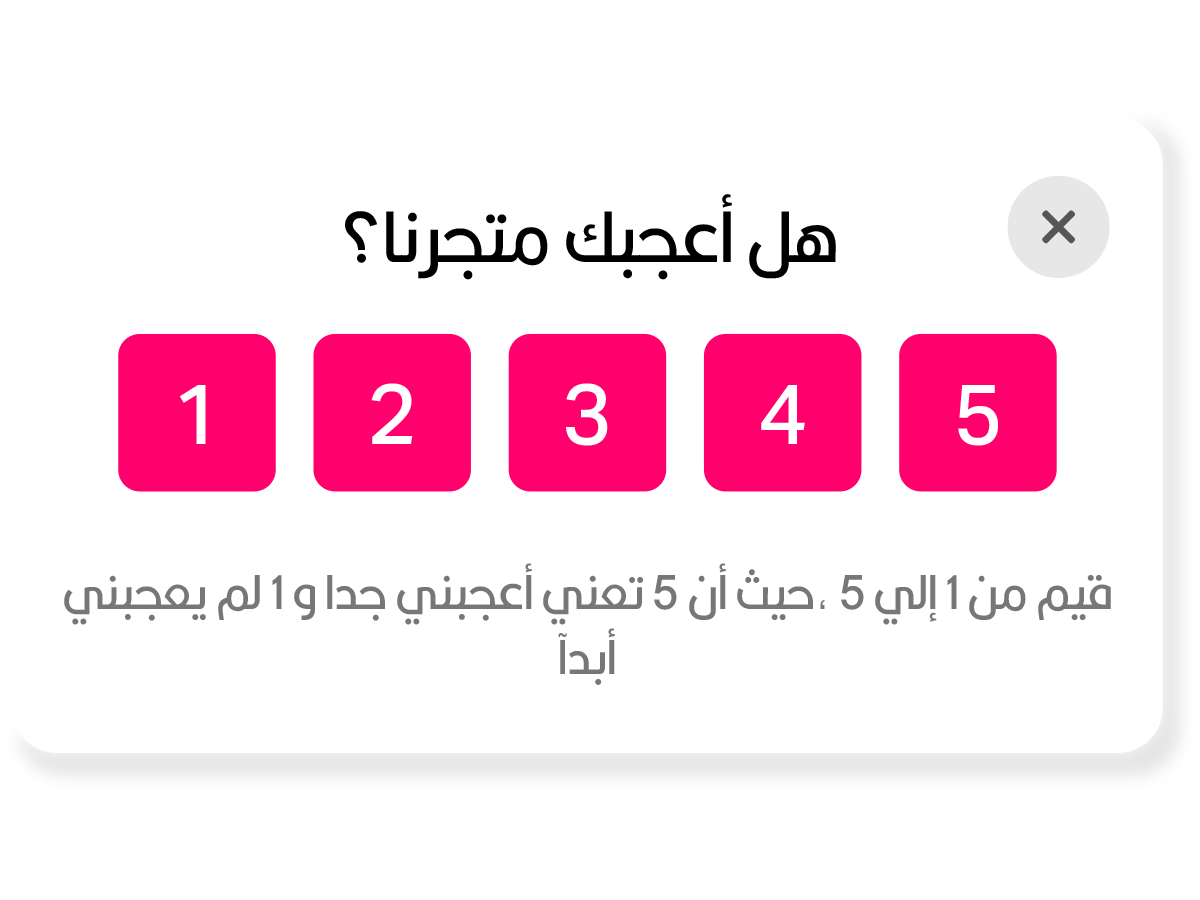 هل أعجبك متجرنا؟
1 2 3 4 5
قيم من 1 إلي 5 ، حيث أن 5 تعني أعجبني جدا و 1 لم يعجبني
أبدآ